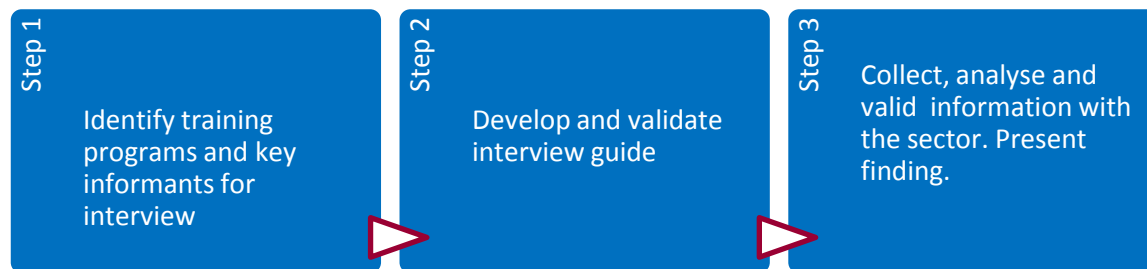 Step 1
Identify training
programs and key
informants for
interview
Step 2
Develop and validate
interview guide
Step 3
Collect, analyse and
valid  information with
the sector. Present
finding.